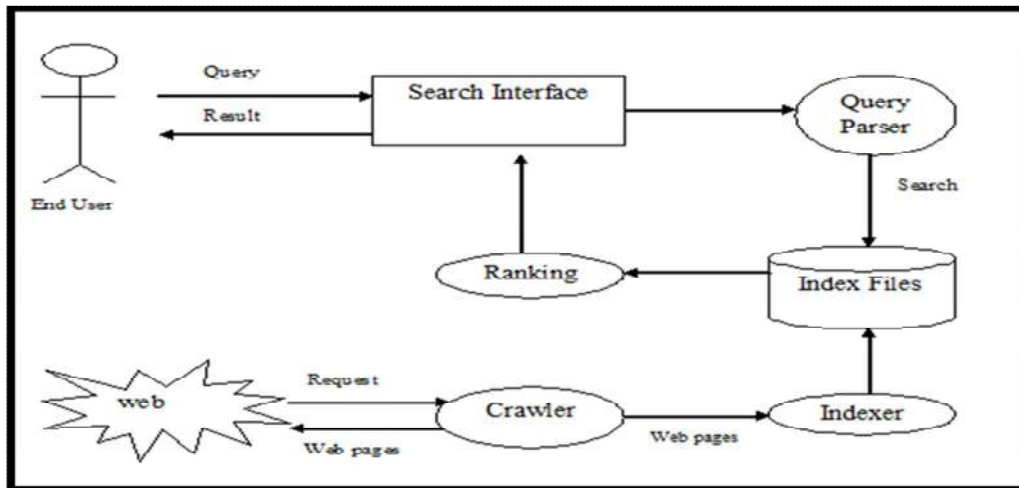 Query
Result
End User
Search Interface
Query
Parser
Search
Ranking
Index Files
web
Request
Web pages
Crawler
Web pages
Indexer